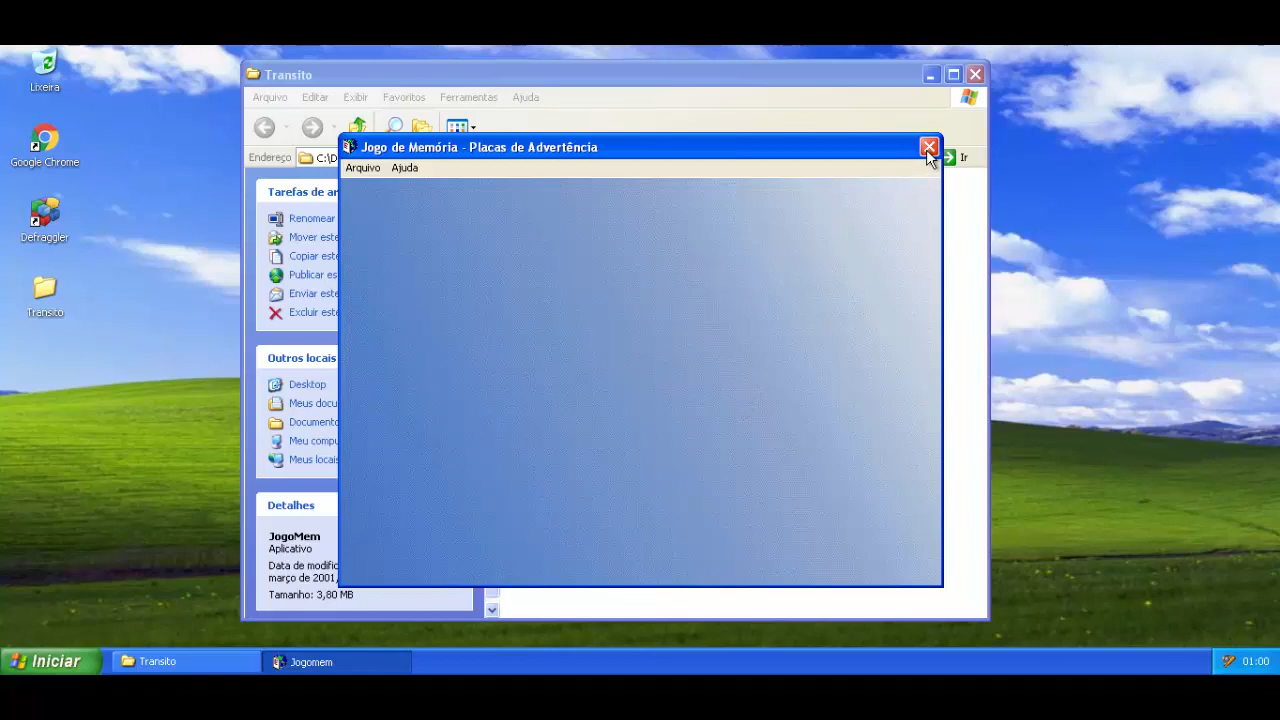 Lixeira
Google Chrome
Defraggler
Transito
Transito
Arquivo Editar Exibir Favoritos Ferramentas Ajuda
Endereço C:\D Ir
Jogo de Memória - Placas de Advertência
Arquivo Ajuda
Tarefas de ar
Renomear
Mover este
Copiar este
Publicar es
Enviar este
Excluir este
Outros locais
Desktop
Meus docu
Documento
Meu compu
Meus locais
Detalhes
JogoMem
Aplicativo
Data de modific
março de 2001,
Tamanho: 3,80 MB
Iniciar Transito Jogomem 01:00